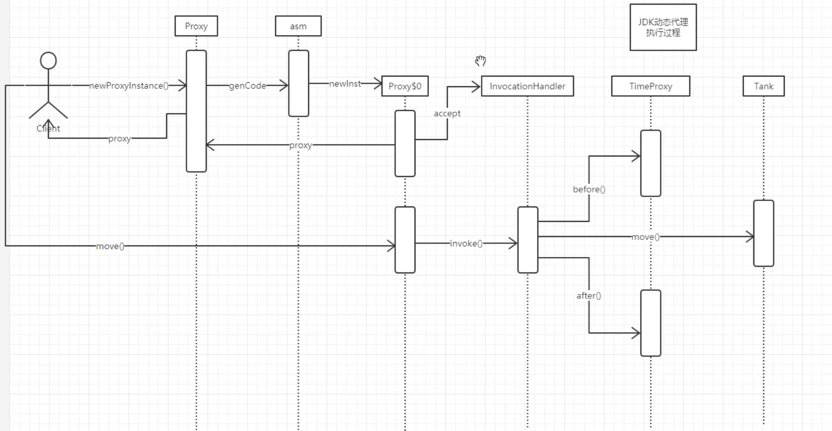 JDK动态代理
执行过程
Proxy
asm
newProxyInstance()
genCode
newInst
Proxy$0
InvocationHandler
TimeProxy
Tank
accept
Client
proxy
proxy
before()
move()
invoke()
move()
after()